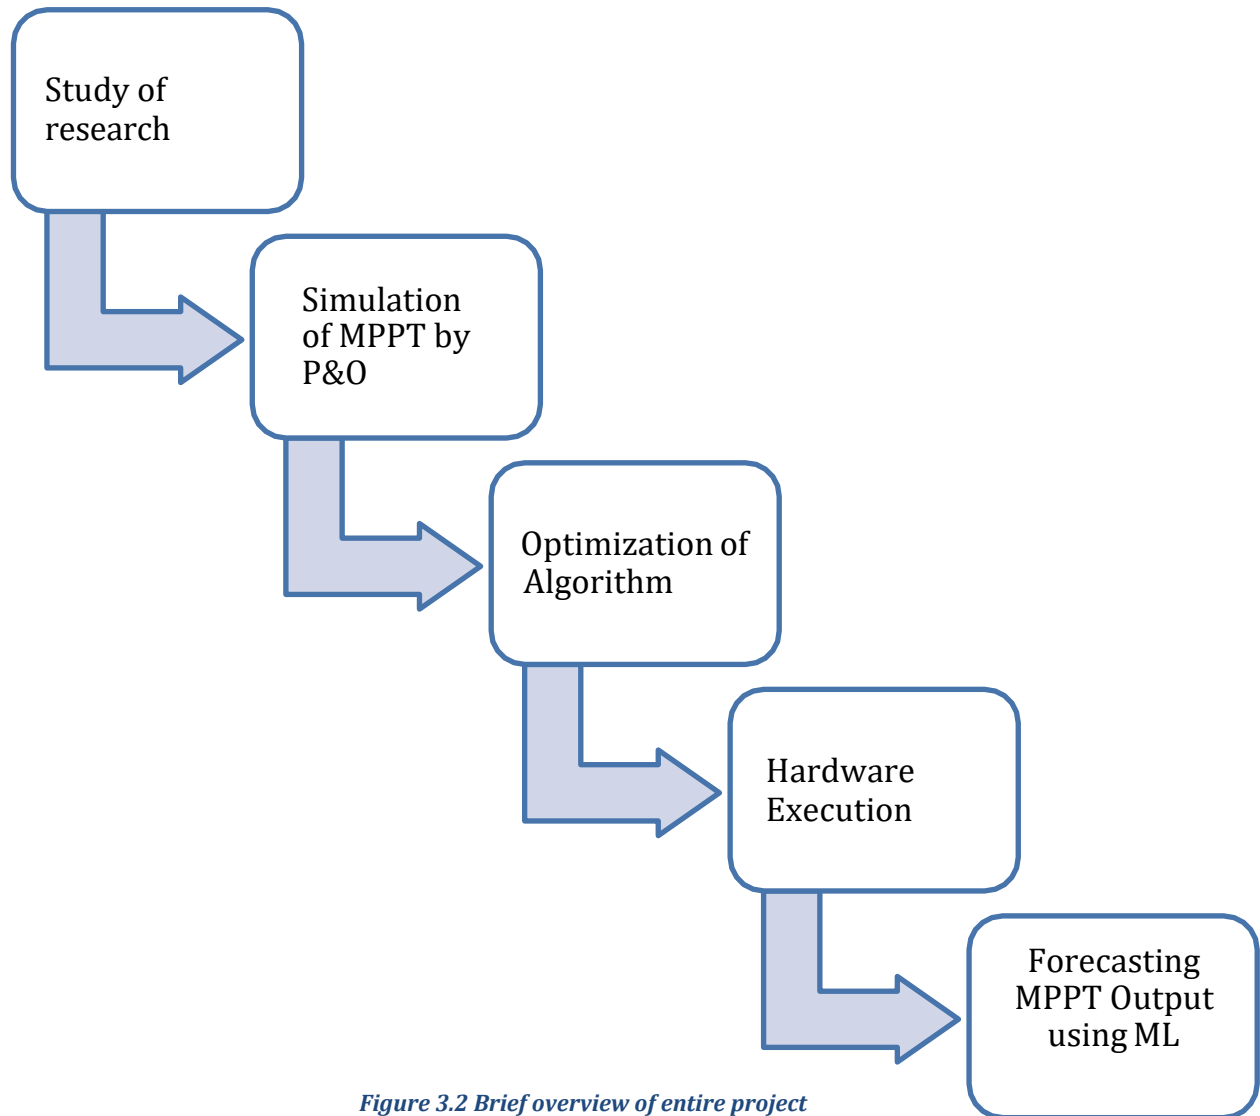 Study of
research
Simulation
of MPPT by
P&O
Optimization of
Algorithm
Hardware
Execution
Forecasting
MPPT Output
using ML
Figure 3.2 Brief overview of entire project